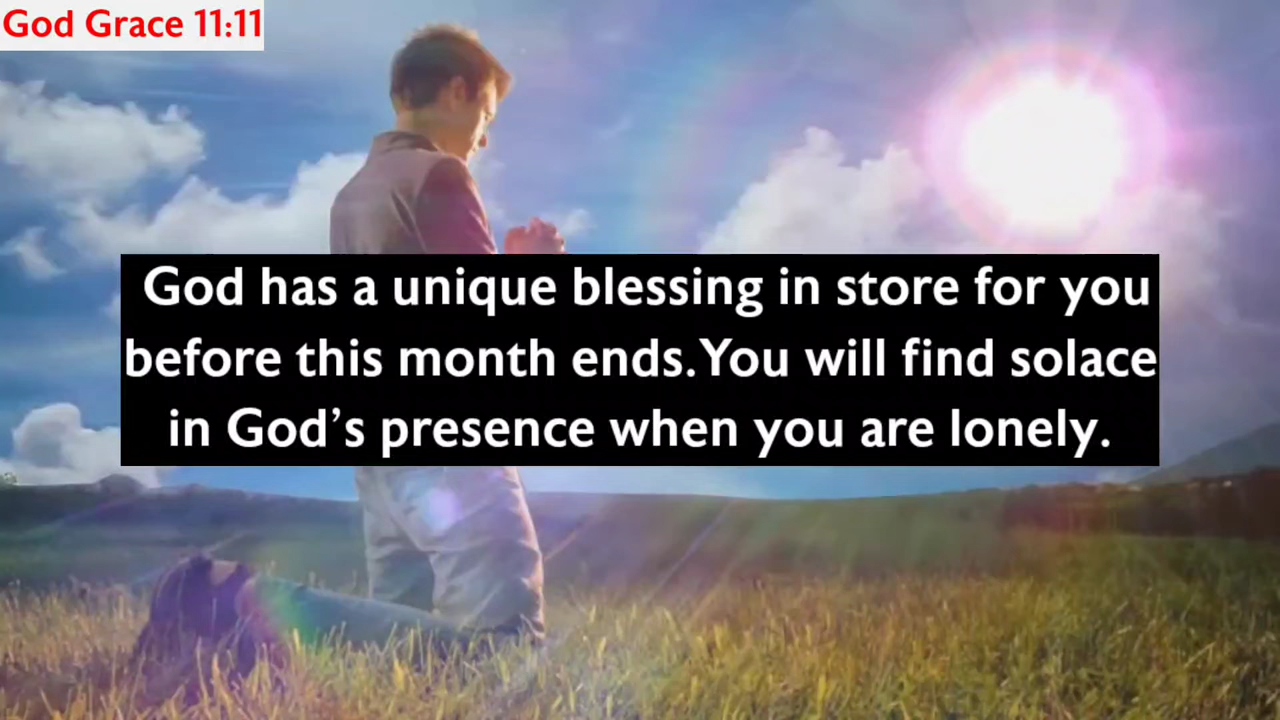 God Grace 11:11
God has a unique blessing in store for you
before this month ends. You will find solace
in God’s presence when you are lonely.